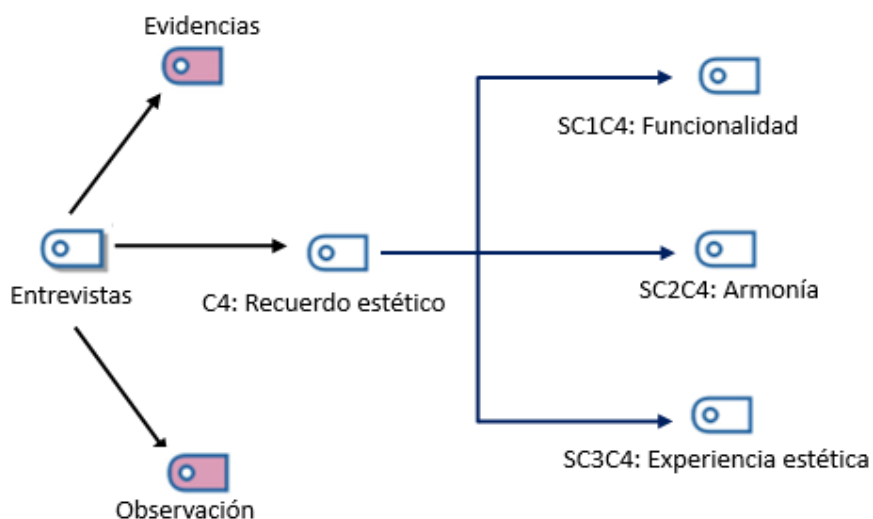 Evidencias
SC1C4: Funcionalidad
Entrevistas
C4: Recuerdo estético
SC2C4: Armonía
SC3C4: Experiencia estética
Observación